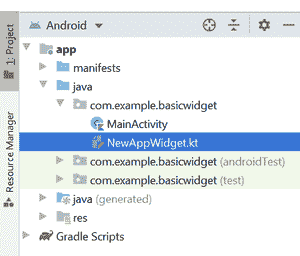 1: Project
Resource Manager
Android
app
manifests
java
com.example.basicwidget
MainActivity
NewAppWidget.kt
com.example.basicwidget (androidTest)
com.example.basicwidget (test)
java (generated)
res
Gradle Scripts